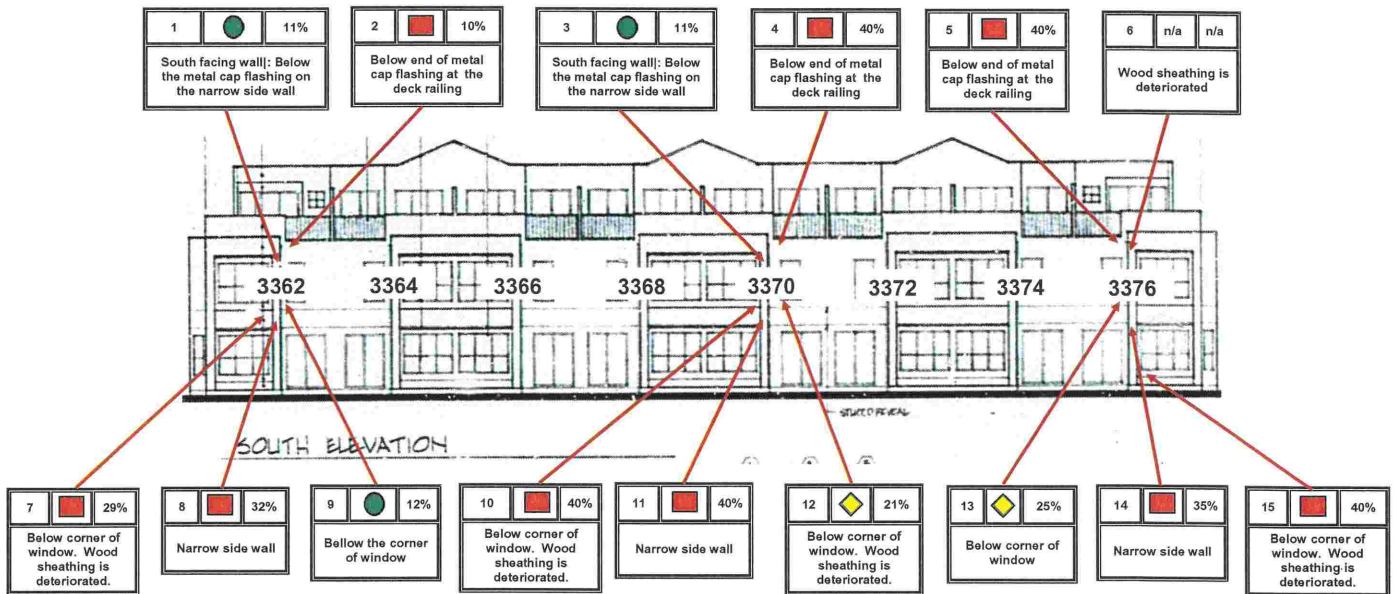 1 11%
South facing wall|: Below
the metal cap flashing on
the narrow side wall
2 10%
Below end of metal
cap flashing at the
deck railing
3 11%
South facing wall|: Below
the metal cap flashing on
the narrow side wall
4 40%
Below end of metal
cap flashing at the
deck railing
5 40%
Below end of metal
cap flashing at the
deck railing
6 n/a n/a
Wood sheathing is
deteriorated
3362 3364 3366 3368 3370 3372 3374 3376
STUCCO REVEAL
SOUTH ELEVATION
7 29%
Below corner of
window. Wood
sheathing is
deteriorated.
8 32%
Narrow side wall
9 12%
Bellow the corner
of window
10 40%
Below corner of
window. Wood
sheathing is
deteriorated.
11 40%
Narrow side wall
12 21%
Below corner of
window. Wood
sheathing is
deteriorated.
13 25%
Below corner of
window
14 35%
Narrow side wall
15 40%
Below corner of
window. Wood
sheathing is
deteriorated.